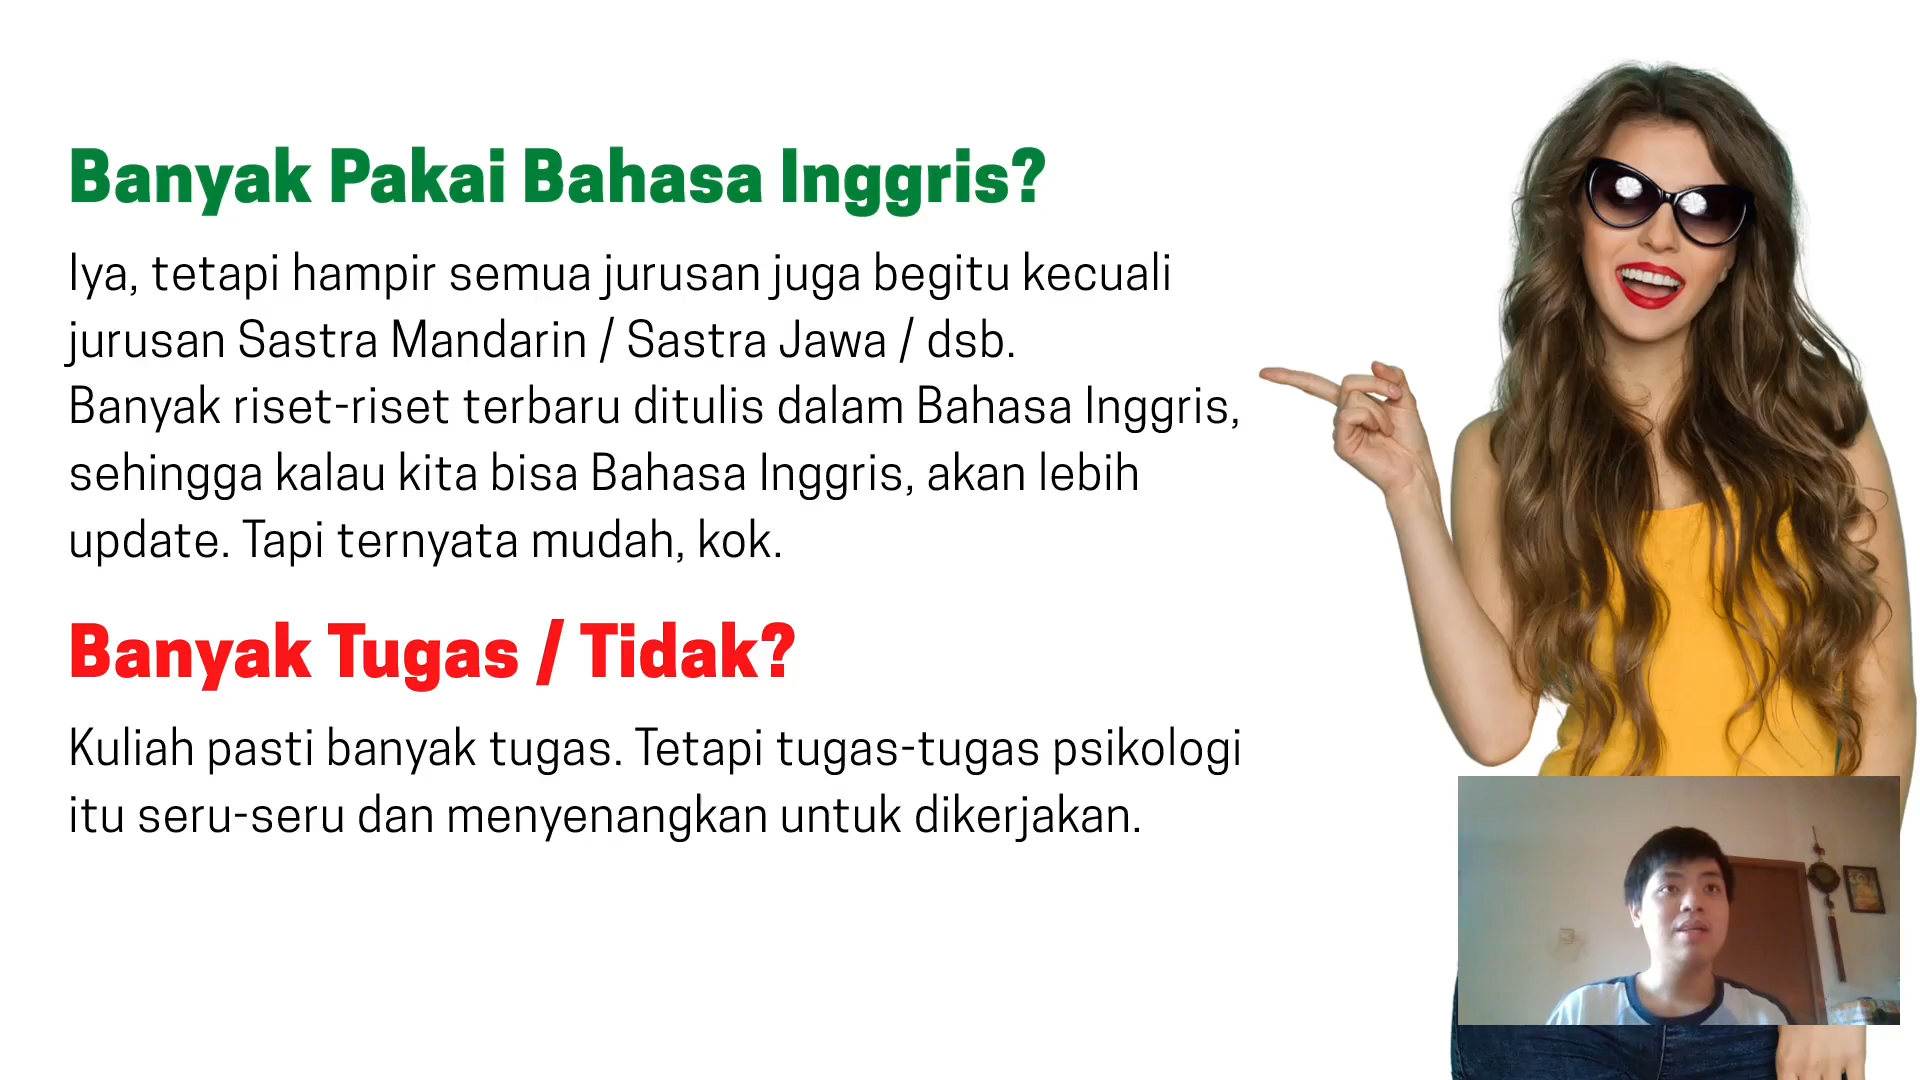 Banyak Pakai Bahasa Inggris?
Iya, tetapi hampir semua jurusan juga begitu kecuali
jurusan Sastra Mandarin / Sastra Jawa / dsb.
Banyak riset-riset terbaru ditulis dalam Bahasa Inggris,
sehingga kalau kita bisa Bahasa Inggris, akan lebih
update. Tapi ternyata mudah, kok.
Banyak Tugas / Tidak?
Kuliah pasti banyak tugas. Tetapi tugas-tugas psikologi
itu seru-seru dan menyenangkan untuk dikerjakan.